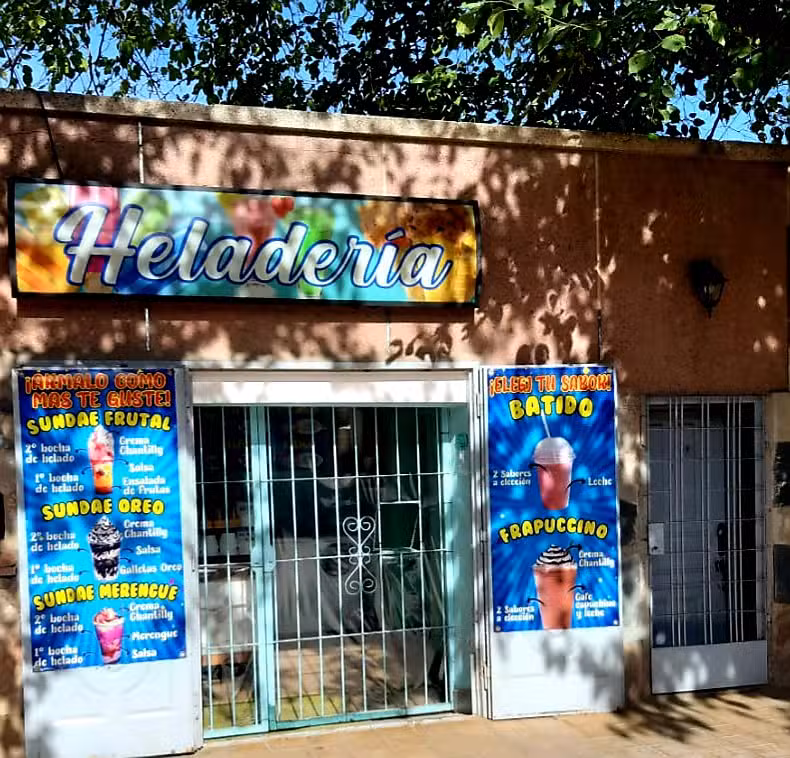 Heladería
¡ÁRMALO COMO
MAS TE GUSTE!
SUNDAE FRUTAL
2° bocha
de helado
Crema
Chantilly
Salsa
1° bocha
de helado
Ensalada
de frutas
SUNDAE OREO
2° bocha
de helado
Crema
Chantilly
Salsa
1° bocha
de helado
Galletas Oreo
SUNDAE MERENGUE
2° bocha
de helado
Crema
Chantilly
Merengue
1° bocha
de helado
Salsa
¡ELEGI TU SABOR!
BATIDO
2 Sabores
a elección
Leche
FRAPUCCINO
Crema
Chantilly
2 Sabores
a elección
Cafe
capuchino
y leche